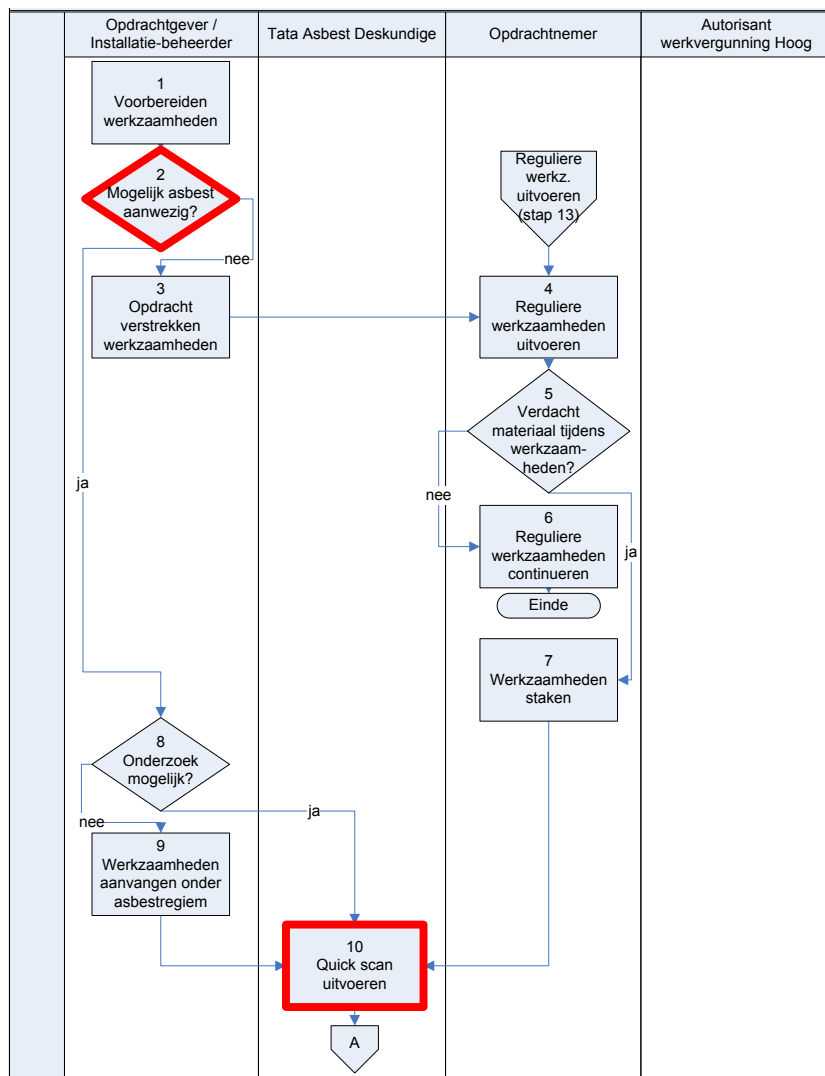 Opdrachtgever /
Installatie-beheerder
Tata Asbest Deskundige
Opdrachtnemer
Autorisant
werkvergunning Hoog
1
Voorbereiden
werkzaamheden
2
Mogelijk asbest
aanwezig?
nee
ja
3
Opdracht
verstrekken
werkzaamheden
Reguliere
werkz.
uitvoeren
(stap 13)
4
Reguliere
werkzaamheden
uitvoeren
5
Verdacht
materiaal tijdens
werkzaam-
heden?
nee
ja
6
Reguliere
werkzaamheden
continueren
Einde
7
Werkzaamheden
staken
8
Onderzoek
mogelijk?
ja
nee
9
Werkzaamheden
aanvangen onder
asbestregiem
10
Quick scan
uitvoeren
A